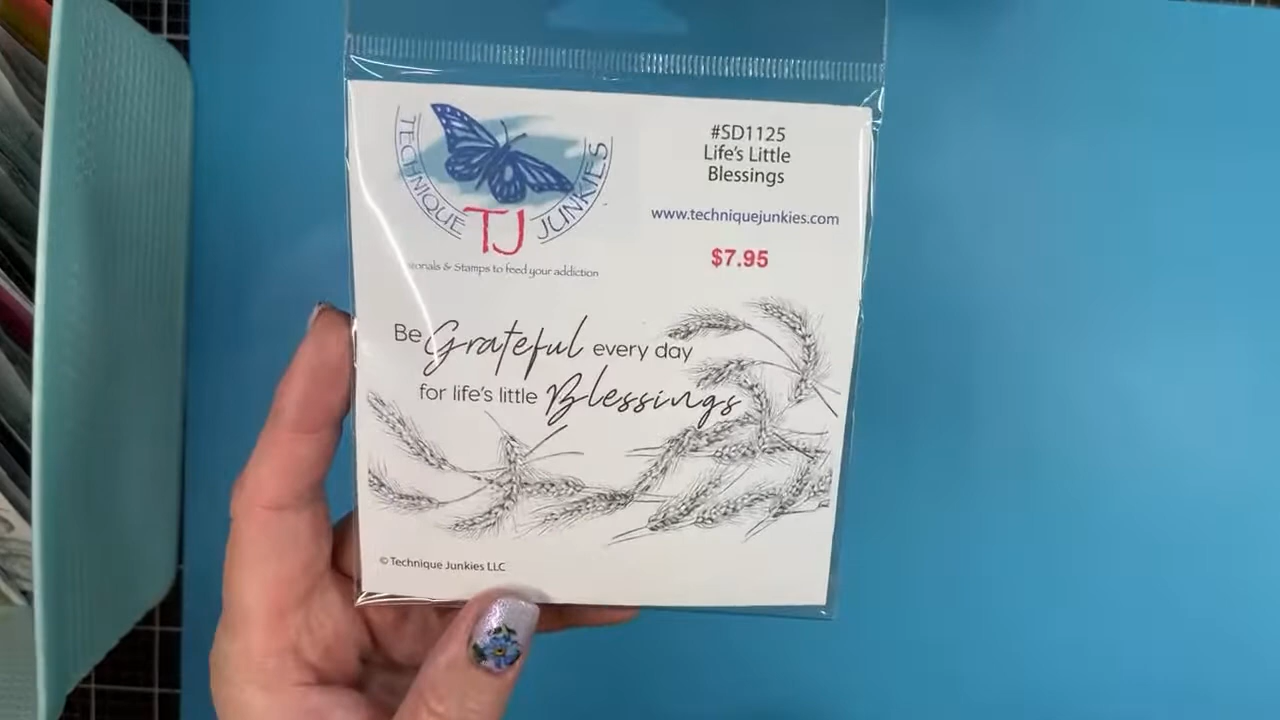 TECHNIQUE
TJ
JUNKIES
& Stamps to feed your addiction
#SD1125
Life's Little
Blessings
www.techniquejunkies.com
$7.95
Be Grateful every day
for life's little Blessings
© Technique Junkies LLC